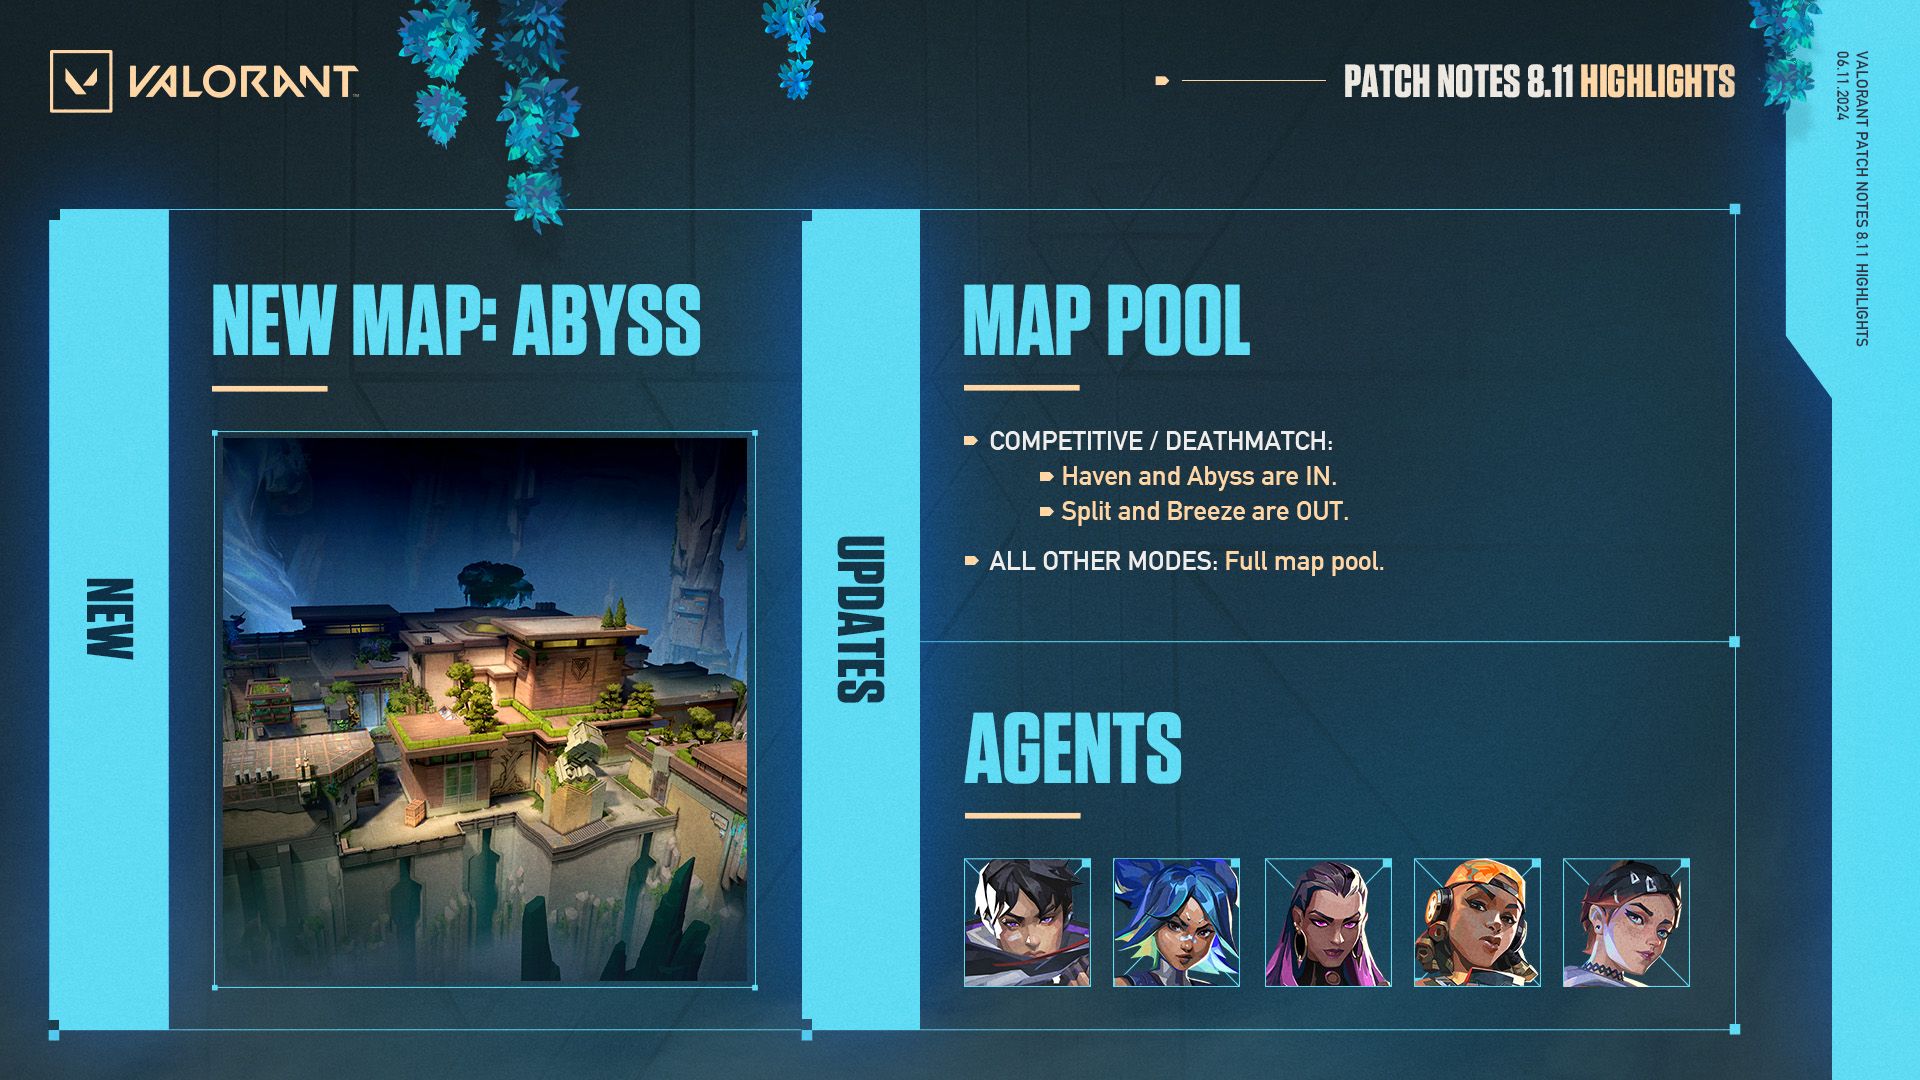 VALORANT
PATCH NOTES 8.11 HIGHLIGHTS
VALORANT PATCH NOTES 8.11 HIGHLIGHTS
06.11.2024
NEW
NEW MAP: ABYSS
UPDATES
MAP POOL
COMPETITIVE / DEATHMATCH:
Haven and Abyss are IN.
Split and Breeze are OUT.
ALL OTHER MODES: Full map pool.
AGENTS